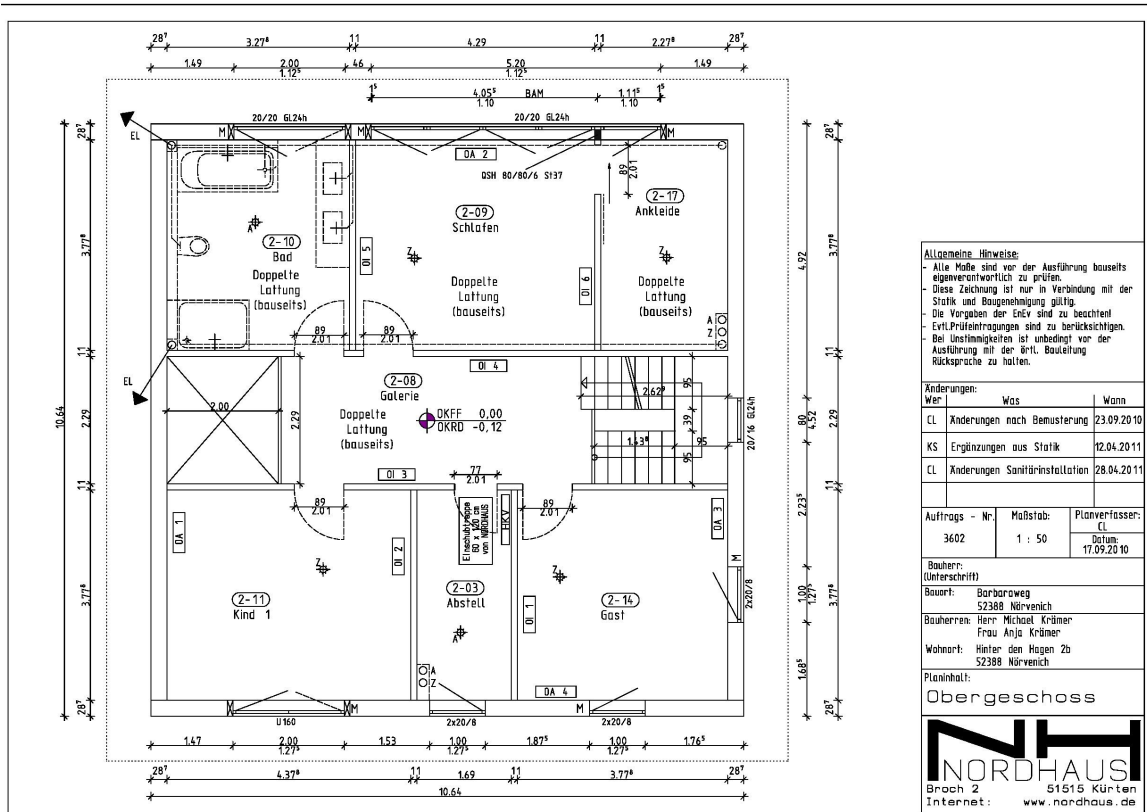 28⁷ 3.27⁸ 11 4.29 11 2.27⁸ 28⁷
1.49 2.00 46 5.20 1.49
1.12⁵ 1.12⁵
1⁵ 4.05⁵ BAM 1.11⁵ 1⁵
1.10 1.10
20/20 GL24h 20/20 GL24h
EL
M M M M
DA 2
QSH 80/80/6 St37
89
2.01
2-17
Ankleide
2-09
Schlafen
A
2-10
Bad
Z
Z
OI 5
OI 6
Doppelte
Lattung
(bauseits)
Doppelte
Lattung
(bauseits)
Doppelte
Lattung
(bauseits)
A
Z
89
2.01
89
2.01
EL
OI 4
2-08
Galerie
2.00
2.29
Doppelte
Lattung
(bauseits)
OKFF 0,00
OKRD -0,12
2.62⁹
95
39
1.43⁸
95
95
20/16 GL24h
OI 3
77
2.01
89
2.01
89
2.01
Einschubtreppe
60 x 120 cm
von NORDHAUS
HKV
DA 1
OI 2
DA 3
M
Z
Z
2-11
Kind 1
2-03
Abstell
2-14
Gast
OI 1
A
A
Z
DA 4
2x20/8
M M
U160 2x20/8 2x20/8
28⁷
3.77⁸
11
2.29
11
3.77⁸
28⁷
10.64
4.92
80
4.52
2.23⁵
1.00
1.27⁵
1.68⁵
28⁷
3.77⁸
11
2.29
11
3.77⁸
28⁷
1.47 2.00 1.53 1.00 1.87⁵ 1.00 1.76⁵
1.27⁵ 1.27⁵ 1.27⁵
28⁷ 4.37⁸ 11 1.69 11 3.77⁸ 28⁷
10.64
Allgemeine Hinweise:
- Alle Maße sind vor der Ausführung bauseits
eigenverantwortlich zu prüfen.
- Diese Zeichnung ist nur in Verbindung mit der
Statik und Baugenehmigung gültig.
- Die Vorgaben der EnEv sind zu beachten!
- Evtl.Prüfeintragungen sind zu berücksichtigen.
- Bei Unstimmigkeiten ist unbedingt vor der
Ausführung mit der örtl. Bauleitung
Rücksprache zu halten.
Änderungen:
Wer Was Wann
CL Änderungen nach Bemusterung 23.09.2010
KS Ergänzungen aus Statik 12.04.2011
CL Änderungen Sanitärinstallation 28.04.2011
Auftrags - Nr. Maßstab: Planverfasser:
CL
3602 1 : 50 Datum:
17.09.2010
Bauherr:
(Unterschrift)
Bauort: Barbaraweg
52388 Nörvenich
Bauherren: Herr Michael Krämer
Frau Anja Krämer
Wohnort: Hinter den Hagen 2b
52388 Nörvenich
Planinhalt:
Obergeschoss
NH
NORDHAUS
Broch 2 51515 Kürten
Internet: www.nordhaus.de